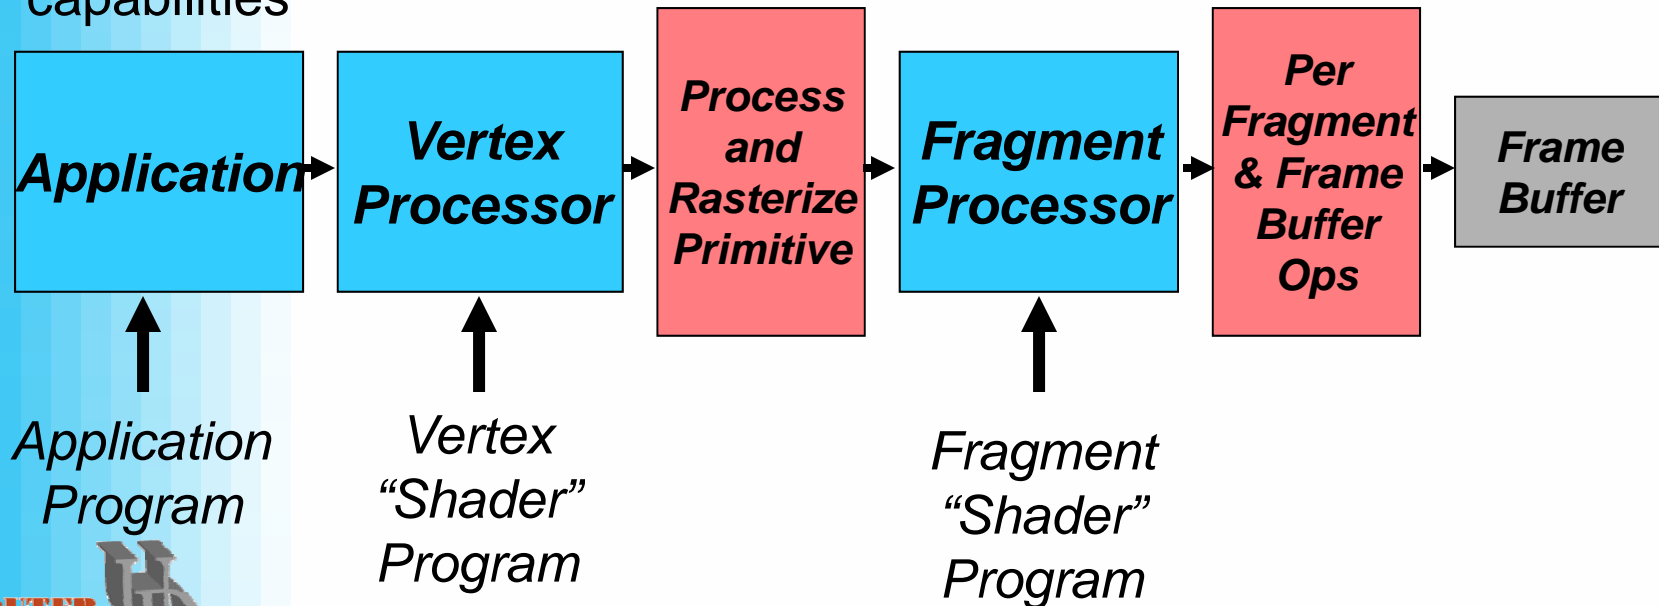 capabilities
Application
Vertex
Processor
Process
and
Rasterize
Primitive
Fragment
Processor
Per
Fragment
& Frame
Buffer
Ops
Frame
Buffer
Application
Program
Vertex
“Shader”
Program
Fragment
“Shader”
Program